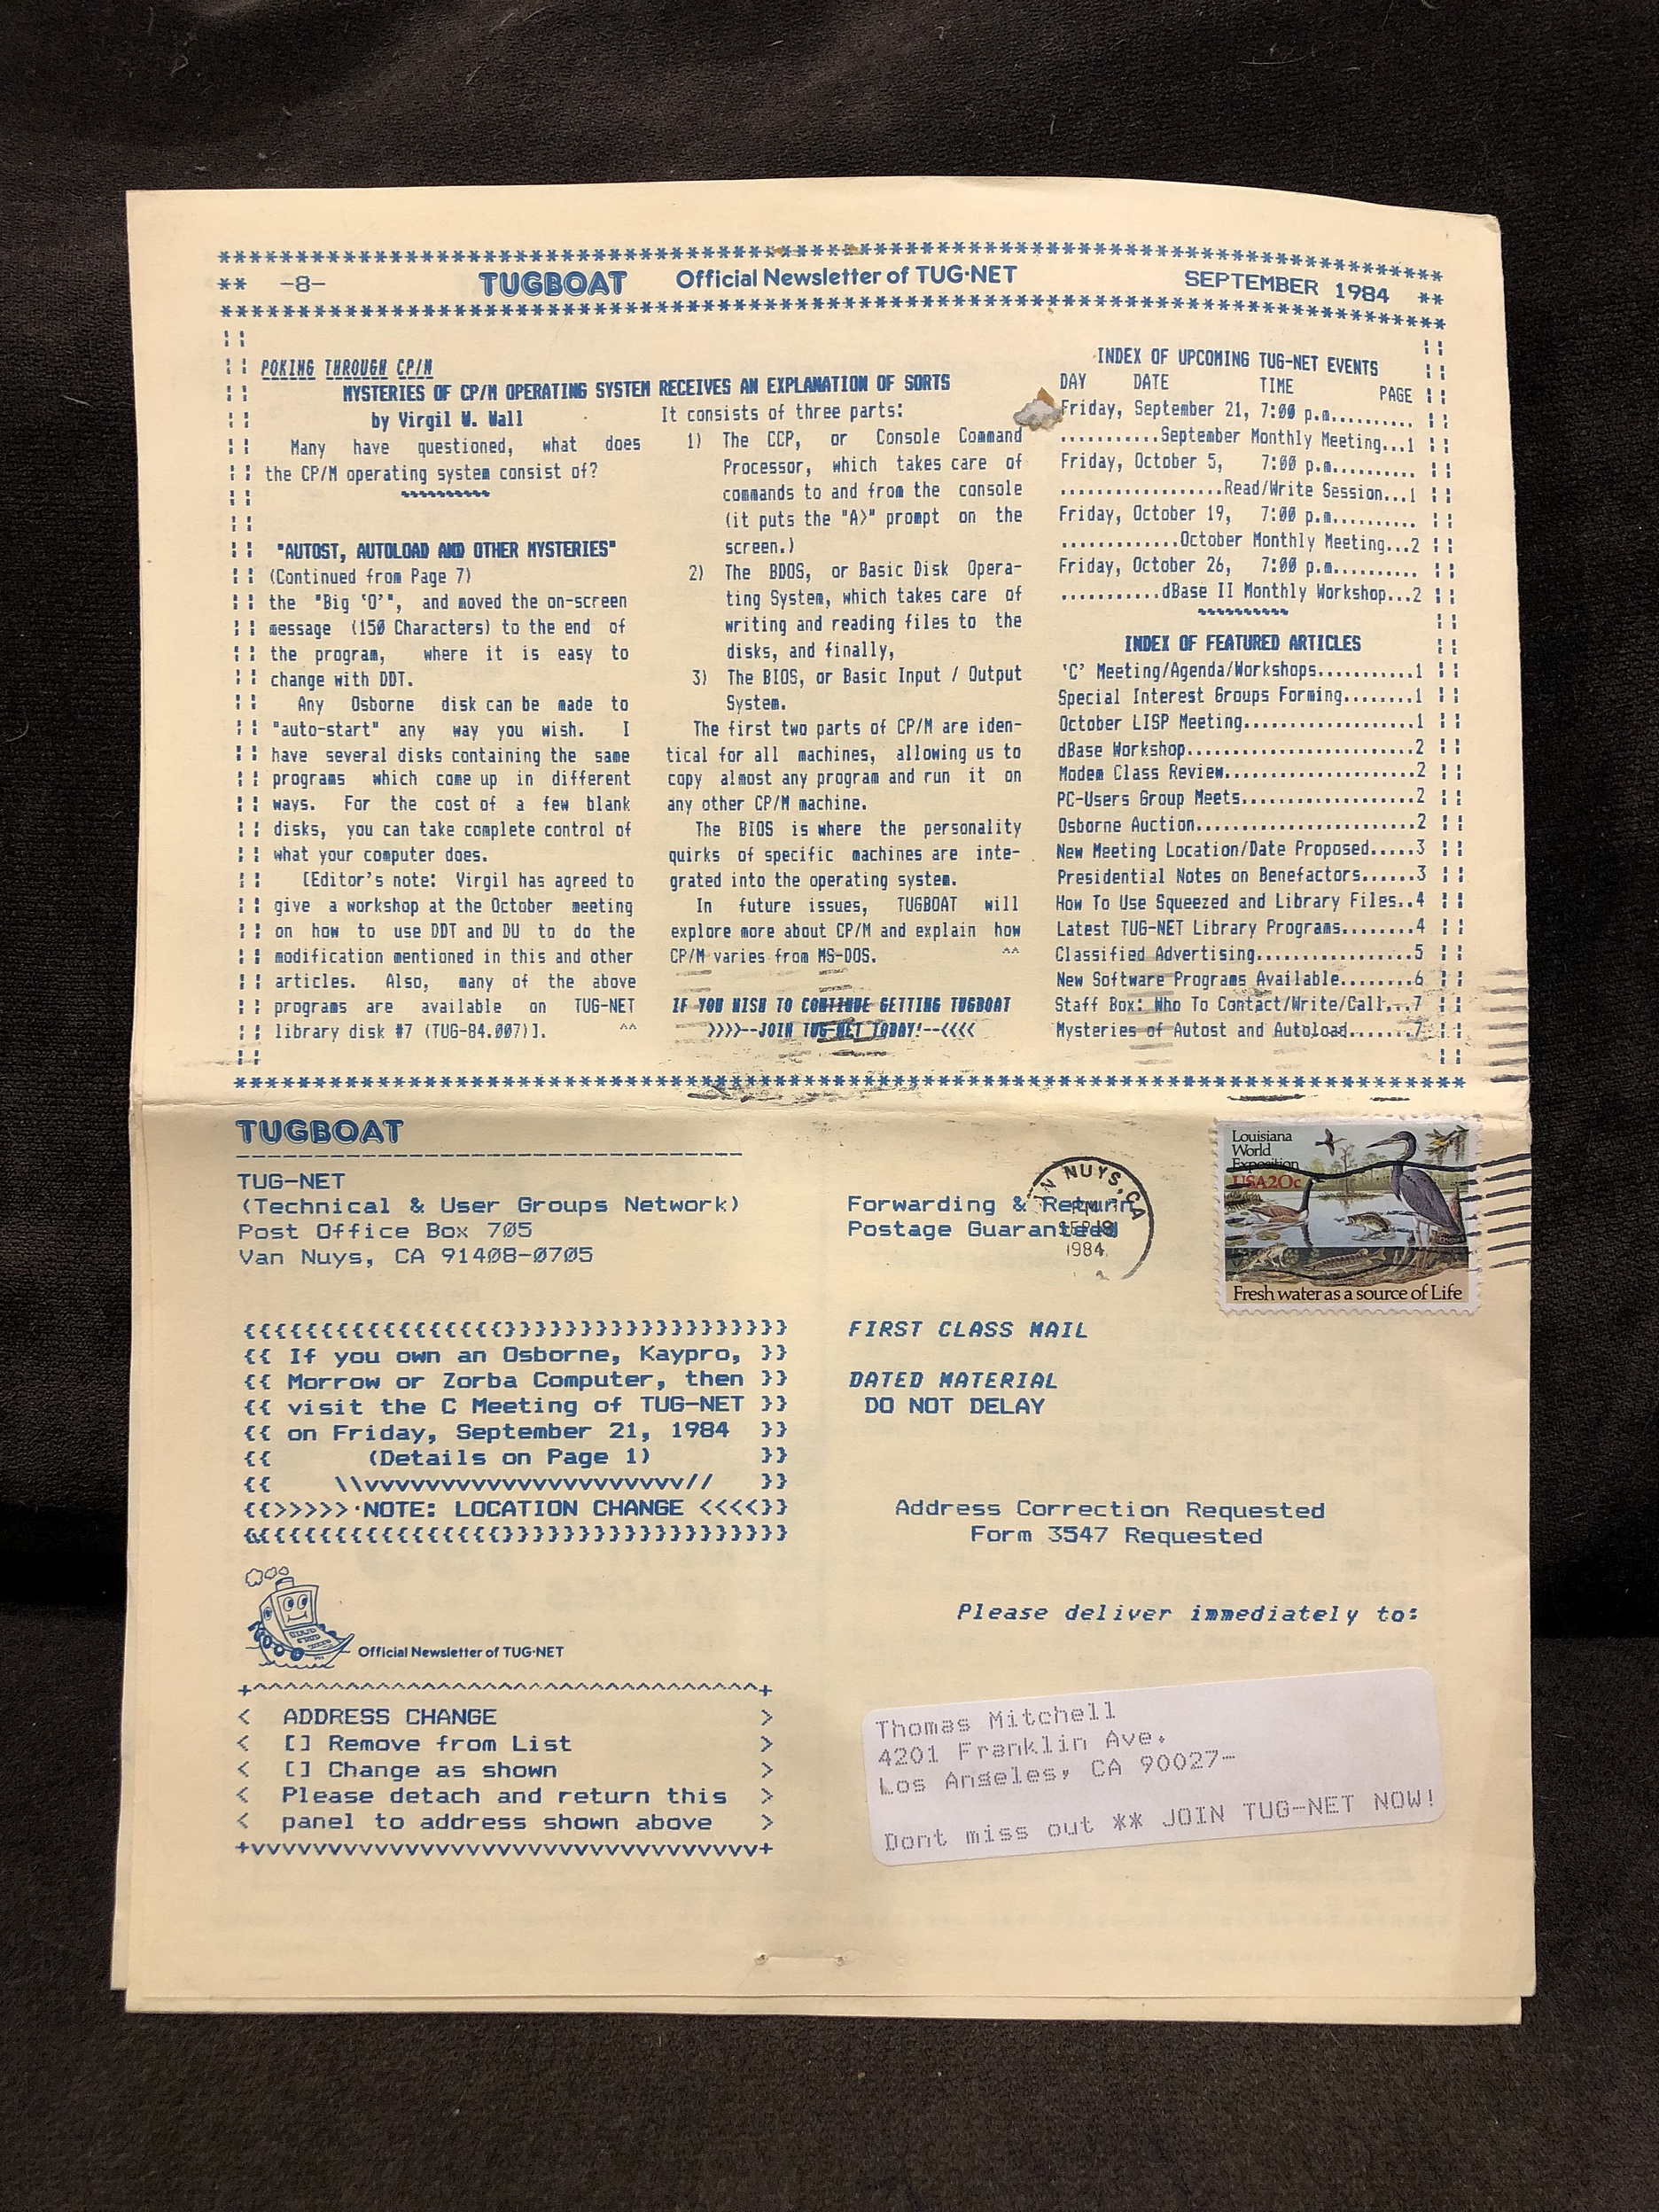 ** -8- TUGBOAT Official Newsletter of TUG·NET SEPTEMBER 1984 **
POKING THROUGH CP/M
MYSTERIES OF CP/M OPERATING SYSTEM RECEIVES AN EXPLANATION OF SORTS
by Virgil W. Wall
Many have questioned, what does
the CP/M operating system consist of?
"AUTOST, AUTOLOAD AND OTHER MYSTERIES"
(Continued from Page 7)
the "Big 'O'", and moved the on-screen
message (150 Characters) to the end of
the program, where it is easy to
change with DDT.
Any Osborne disk can be made to
"auto-start" any way you wish. I
have several disks containing the same
programs which come up in different
ways. For the cost of a few blank
disks, you can take complete control of
what your computer does.
[Editor's note: Virgil has agreed to
give a workshop at the October meeting
on how to use DDT and DU to do the
modification mentioned in this and other
articles. Also, many of the above
programs are available on TUG-NET
library disk #7 (TUG-84.007)]. ^^
It consists of three parts:
1) The CCP, or Console Command
Processor, which takes care of
commands to and from the console
(it puts the "A>" prompt on the
screen.)
2) The BDOS, or Basic Disk Opera-
ting System, which takes care of
writing and reading files to the
disks, and finally,
3) The BIOS, or Basic Input / Output
System.
The first two parts of CP/M are iden-
tical for all machines, allowing us to
copy almost any program and run it on
any other CP/M machine.
The BIOS is where the personality
quirks of specific machines are inte-
grated into the operating system.
In future issues, TUGBOAT will
explore more about CP/M and explain how
CP/M varies from MS-DOS. ^^
IF YOU WISH TO CONTINUE GETTING TUGBOAT
>>>>--JOIN TUG-NET TODAY!--<<<<
INDEX OF UPCOMING TUG-NET EVENTS
DAY DATE TIME PAGE
Friday, September 21, 7:00 p.m..........
...........September Monthly Meeting...1
Friday, October 5, 7:00 p.m..........
..................Read/Write Session...1
Friday, October 19, 7:00 p.m..........
.............October Monthly Meeting...2
Friday, October 26, 7:00 p.m..........
...........dBase II Monthly Workshop...2
INDEX OF FEATURED ARTICLES
'C' Meeting/Agenda/Workshops...........1
Special Interest Groups Forming........1
October LISP Meeting...................1
dBase Workshop.........................2
Modem Class Review.....................2
PC-Users Group Meets...................2
Osborne Auction........................2
New Meeting Location/Date Proposed.....3
Presidential Notes on Benefactors......3
How To Use Squeezed and Library Files..4
Latest TUG-NET Library Programs........4
Classified Advertising.................5
New Software Programs Available........6
Staff Box: Who To Contact/Write/Call...7
Mysteries of Autost and Autoload.......7
TUGBOAT
TUG-NET
(Technical & User Groups Network)
Post Office Box 705
Van Nuys, CA 91408-0705
Forwarding & Return
Postage Guaranteed
N NUYS, CA
PM
SEP
1984
Louisiana
World
Exposition
USA20c
Fresh water as a source of Life
{{{{{{{{{{{{{{{{{}}}}}}}}}}}}}}}}}}}
{{ If you own an Osborne, Kaypro, }}
{{ Morrow or Zorba Computer, then }}
{{ visit the C Meeting of TUG-NET }}
{{ on Friday, September 21, 1984 }}
{{ (Details on Page 1) }}
{{ \\vvvvvvvvvvvvvvvvvvvvv// }}
{{>>>>>·NOTE: LOCATION CHANGE <<<<}}
&{{{{{{{{{{{{{{{{}}}}}}}}}}}}}}}}}}}
FIRST CLASS MAIL
DATED MATERIAL
DO NOT DELAY
Address Correction Requested
Form 3547 Requested
Official Newsletter of TUG·NET
Please deliver immediately to:
+^^^^^^^^^^^^^^^^^^^^^^^^^^^^^^^^^+
< ADDRESS CHANGE >
< [] Remove from List >
< [] Change as shown >
< Please detach and return this >
< panel to address shown above >
+vvvvvvvvvvvvvvvvvvvvvvvvvvvvvvvvv+
Thomas Mitchell
4201 Franklin Ave.
Los Angeles, CA 90027-
Dont miss out ** JOIN TUG-NET NOW!